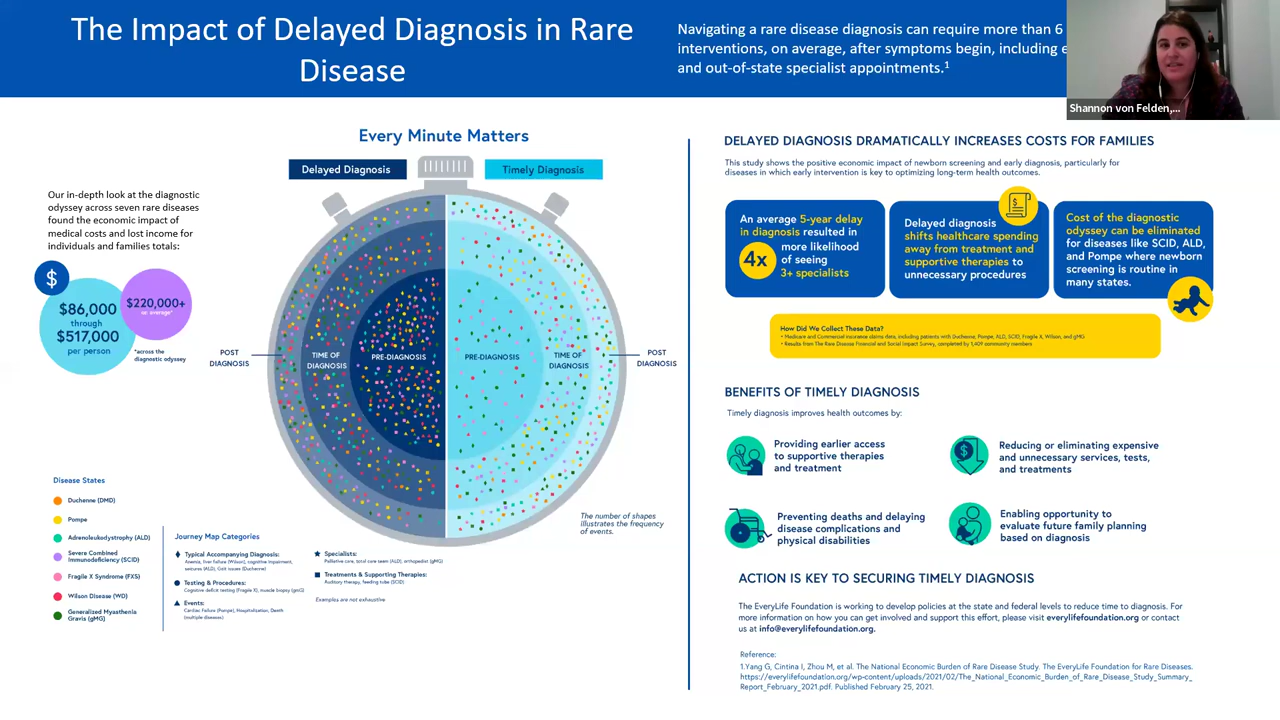 The Impact of Delayed Diagnosis in Rare
Disease
Navigating a rare disease diagnosis can require more than 6
interventions, on average, after symptoms begin, including e
and out-of-state specialist appointments.¹
Shannon von Felden,...
Every Minute Matters
Delayed Diagnosis
Timely Diagnosis
Our in-depth look at the diagnostic
odyssey across seven rare diseases
found the economic impact of
medical costs and lost income for
individuals and families totals:
$
$86,000
through
$517,000
per person
$220,000+
on average*
*across the
diagnostic odyssey
POST
DIAGNOSIS
TIME OF
DIAGNOSIS
PRE-DIAGNOSIS
PRE-DIAGNOSIS
TIME OF
DIAGNOSIS
POST
DIAGNOSIS
The number of shapes
illustrates the frequency
of events.
Disease States
Duchenne (DMD)
Pompe
Adrenoleukodystrophy (ALD)
Severe Combined
Immunodeficiency (SCID)
Fragile X Syndrome (FXS)
Wilson Disease (WD)
Generalized Myasthenia
Gravis (gMG)
Journey Map Categories
Typical Accompanying Diagnosis:
Anemia, liver failure (Wilson), cognitive impairment,
seizures (ALD), Gait issues (Duchenne)
Testing & Procedures:
Cognitive deficit testing (Fragile X), muscle biopsy (gMG)
Events:
Cardiac Failure (Pompe), Hospitalization, Death
(multiple diseases)
Specialists:
Palliative care, total care team (ALD), orthopedist (gMG)
Treatments & Supporting Therapies:
Auditory therapy, feeding tube (SCID)
Examples are not exhaustive
DELAYED DIAGNOSIS DRAMATICALLY INCREASES COSTS FOR FAMILIES
This study shows the positive economic impact of newborn screening and early diagnosis, particularly for
diseases in which early intervention is key to optimizing long-term health outcomes.
An average 5-year delay
in diagnosis resulted in
4x
more likelihood
of seeing
3+ specialists
Delayed diagnosis
shifts healthcare spending
away from treatment and
supportive therapies to
unnecessary procedures
Cost of the diagnostic
odyssey can be eliminated
for diseases like SCID, ALD,
and Pompe where newborn
screening is routine in
many states.
How Did We Collect These Data?
• Medicare and Commercial insurance claims data, including patients with Duchenne, Pompe, ALD, SCID, Fragile X, Wilson, and gMG
• Results from The Rare Disease Financial and Social Impact Survey, completed by 1,409 community members
BENEFITS OF TIMELY DIAGNOSIS
Timely diagnosis improves health outcomes by:
Providing earlier access
to supportive therapies
and treatment
Reducing or eliminating expensive
and unnecessary services, tests,
and treatments
$
Preventing deaths and delaying
disease complications and
physical disabilities
Enabling opportunity to
evaluate future family planning
based on diagnosis
ACTION IS KEY TO SECURING TIMELY DIAGNOSIS
The EveryLife Foundation is working to develop policies at the state and federal levels to reduce time to diagnosis. For
more information on how you can get involved and support this effort, please visit everylifefoundation.org or contact
us at info@everylifefoundation.org.
Reference:
1.Yang G, Cintina I, Zhou M, et al. The National Economic Burden of Rare Disease Study. The EveryLife Foundation for Rare Diseases.
https://everylifefoundation.org/wp-content/uploads/2021/02/The_National_Economic_Burden_of_Rare_Disease_Study_Summary_
Report_February_2021.pdf. Published February 25, 2021.